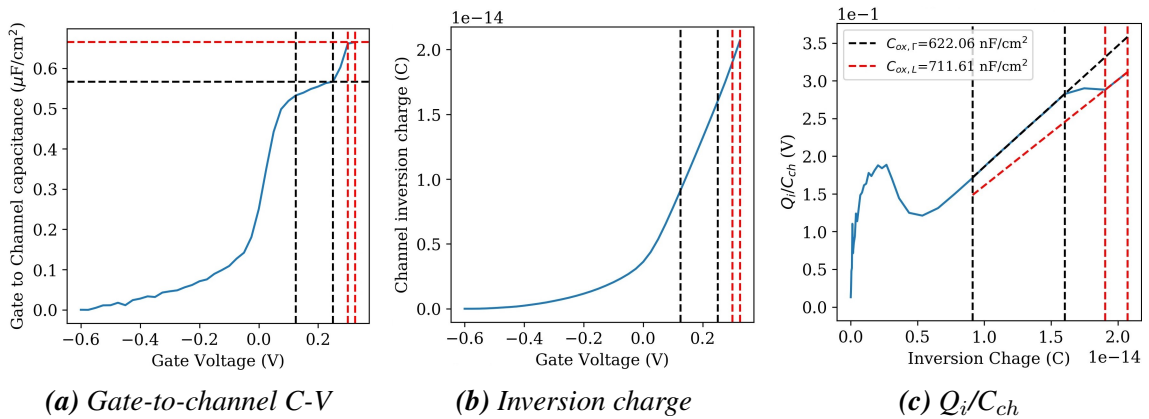 Gate to Channel capacitance (μF/cm²)
0.6
0.5
0.4
0.3
0.2
0.1
0.0
−0.6 −0.4 −0.2 0.0 0.2
Gate Voltage (V)
(a) Gate-to-channel C-V
1e−14
Channel inversion charge (C)
2.0
1.5
1.0
0.5
0.0
−0.6 −0.4 −0.2 0.0 0.2
Gate Voltage (V)
(b) Inversion charge
1e−1
Qᵢ/C_ch (V)
3.5
3.0
2.5
2.0
1.5
1.0
0.5
0.0
C_ox,Γ=622.06 nF/cm²
C_ox,L=711.61 nF/cm²
0.0 0.5 1.0 1.5 2.0
Inversion Chage (C)
1e−14
(c) Qᵢ/C_ch